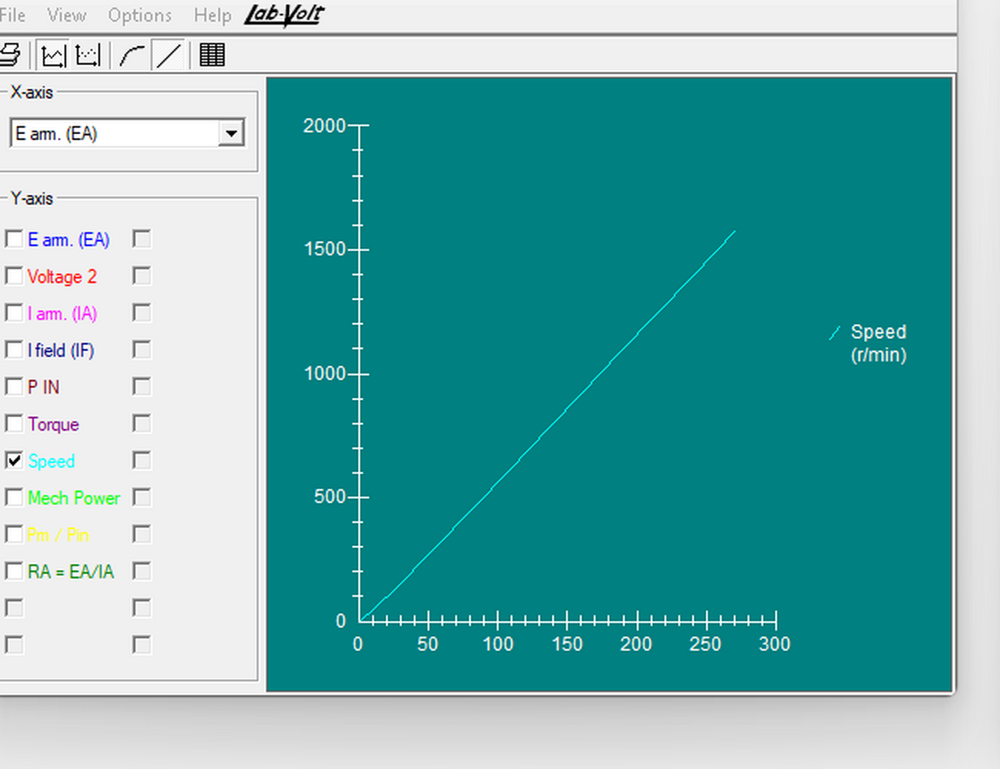 File View Options Help Lab-Volt
X-axis
E arm. (EA)
Y-axis
E arm. (EA)
Voltage 2
I arm. (IA)
I field (IF)
P IN
Torque
Speed
Mech Power
Pm / Pin
RA = EA/IA
2000
1500
1000
500
0
0 50 100 150 200 250 300
Speed
(r/min)